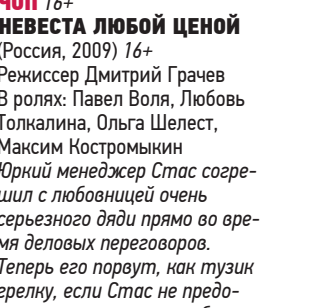 ЧОП 16+
НЕВЕСТА ЛЮБОЙ ЦЕНОЙ
(Россия, 2009) 16+
Режиссер Дмитрий Грачев
В ролях: Павел Воля, Любовь
Толкалина, Ольга Шелест,
Максим Костромыкин
Юркий менеджер Стас согре-
шил с любовницей очень
серьезного дяди прямо во вре-
мя деловых переговоров.
Теперь его порвут, как тузик
грелку, если Стас не предо-